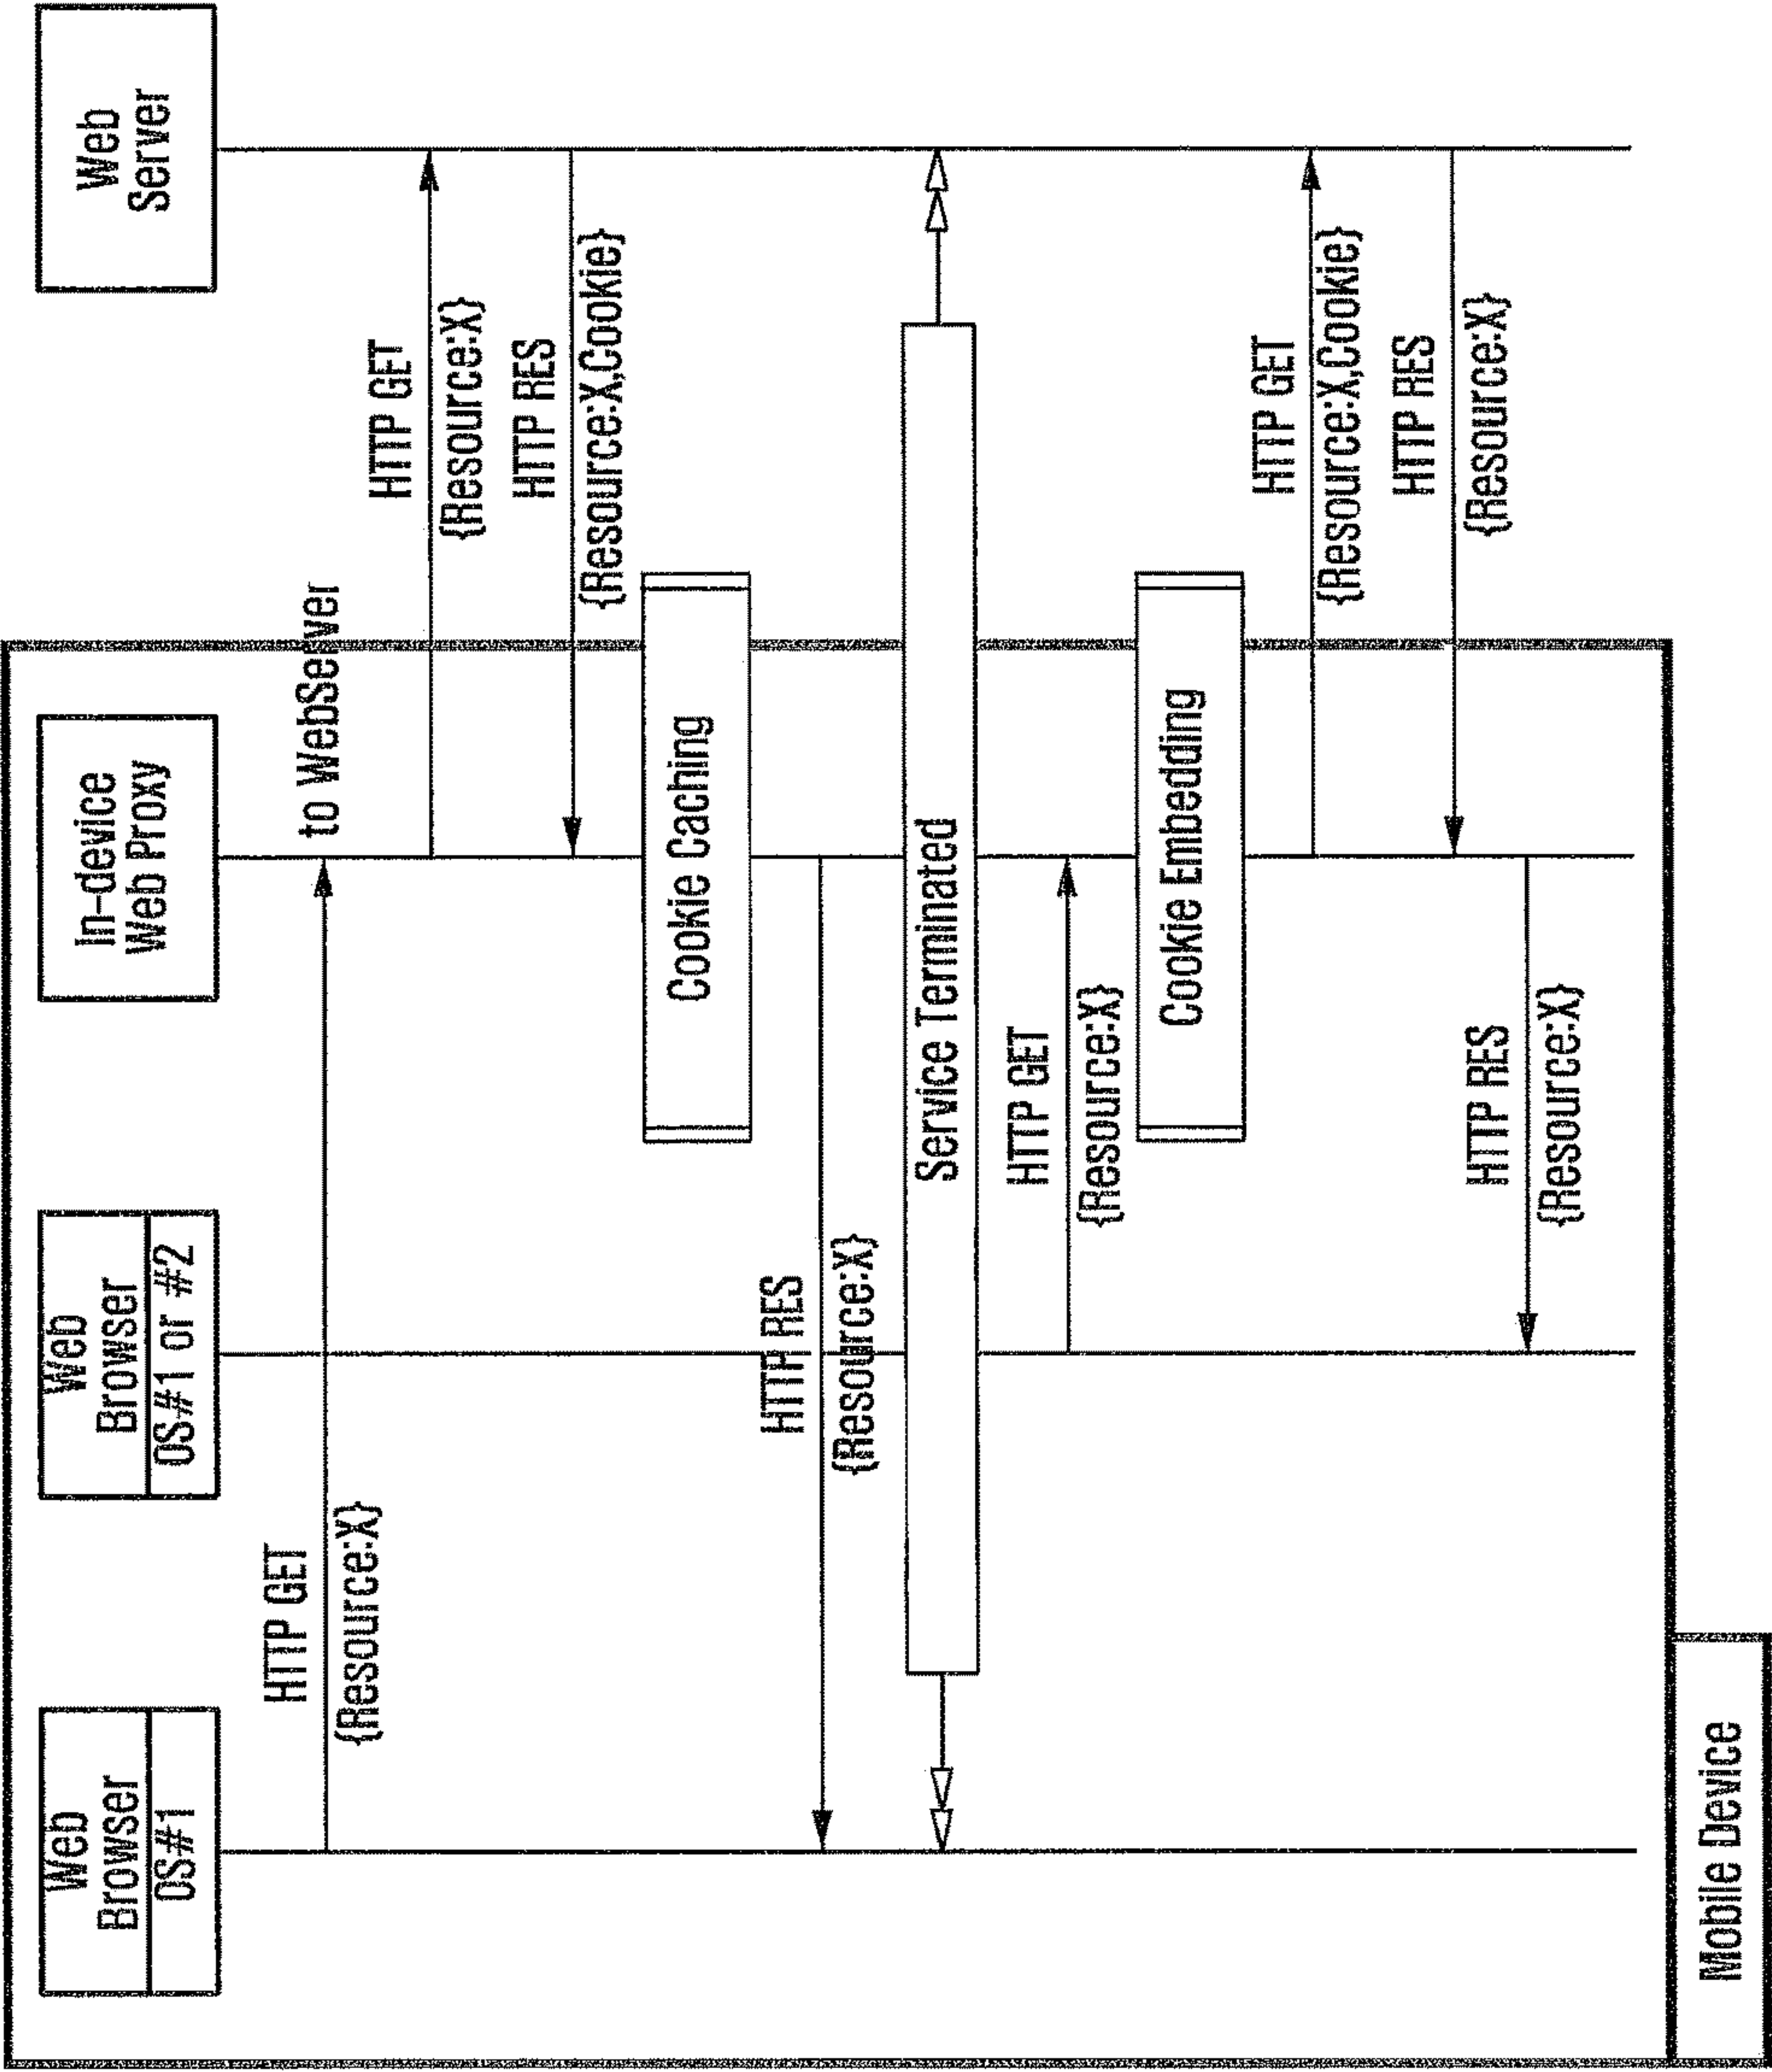 Web
Browser
OS#1
Web
Browser
OS#1 or #2
In-device
Web Proxy
Web
Server
HTTP GET
{Resource:X}
to WebServer
HTTP GET
{Resource:X}
HTTP RES
{Resource:X,Cookie}
Cookie Caching
HTTP RES
{Resource:X}
Service Terminated
HTTP GET
{Resource:X}
Cookie Embedding
HTTP GET
{Resource:X,Cookie}
HTTP RES
{Resource:X}
HTTP RES
{Resource:X}
Mobile Device